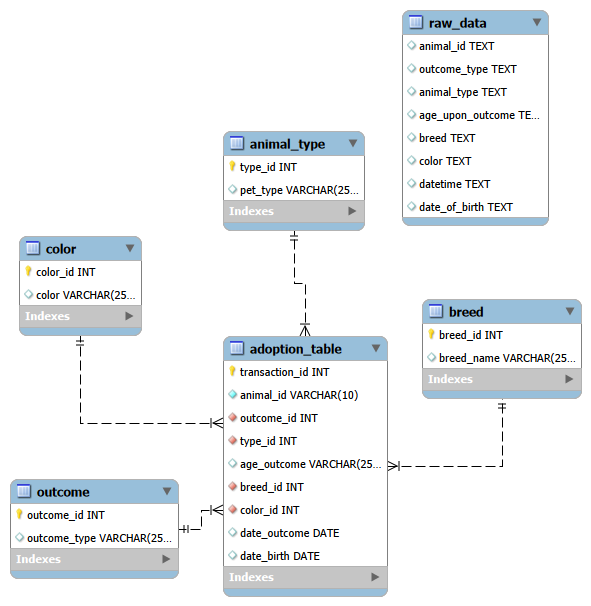 raw_data
animal_id TEXT
outcome_type TEXT
animal_type TEXT
age_upon_outcome TE...
breed TEXT
color TEXT
datetime TEXT
date_of_birth TEXT
animal_type
type_id INT
pet_type VARCHAR(25...
Indexes
color
color_id INT
color VARCHAR(25...
Indexes
breed
breed_id INT
breed_name VARCHAR(25...
Indexes
adoption_table
transaction_id INT
animal_id VARCHAR(10)
outcome_id INT
type_id INT
age_outcome VARCHAR(25...
breed_id INT
color_id INT
date_outcome DATE
date_birth DATE
Indexes
outcome
outcome_id INT
outcome_type VARCHAR(25...
Indexes